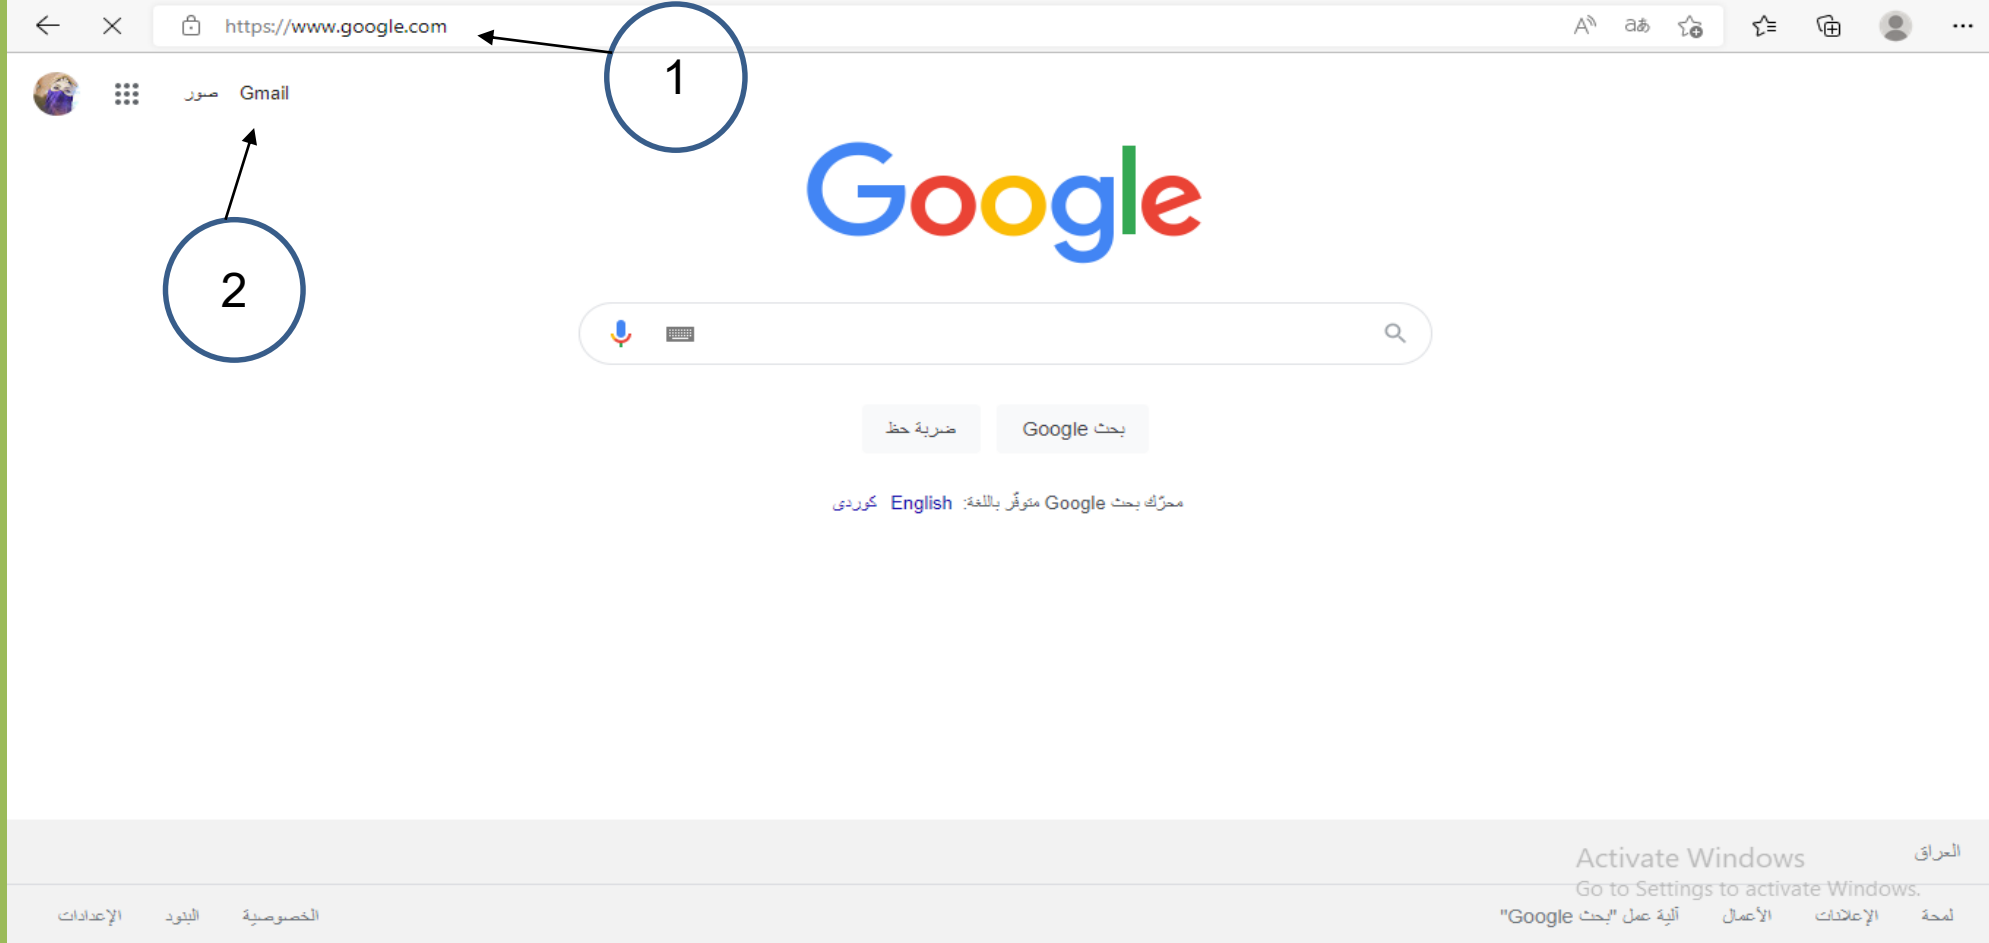 https://www.google.com
1
Gmail صور
Google
2
بحث Google ضربة حظ
محرّك بحث Google متوفّر باللغة: English کوردی
العراق
Activate Windows
Go to Settings to activate Windows.
لمحة الإعلانات الأعمال آلية عمل "بحث Google" الخصوصية البنود الإعدادات